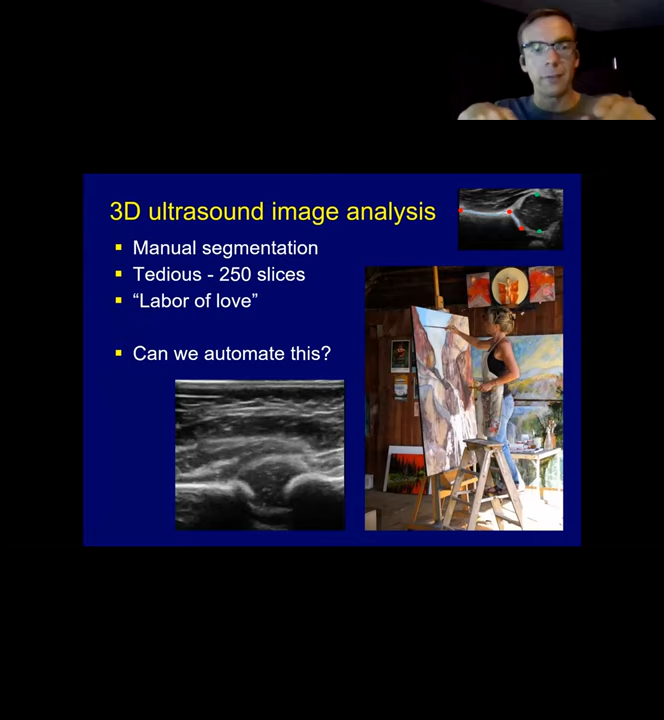 3D ultrasound image analysis
▪ Manual segmentation
▪ Tedious - 250 slices
▪ “Labor of love”
▪ Can we automate this?